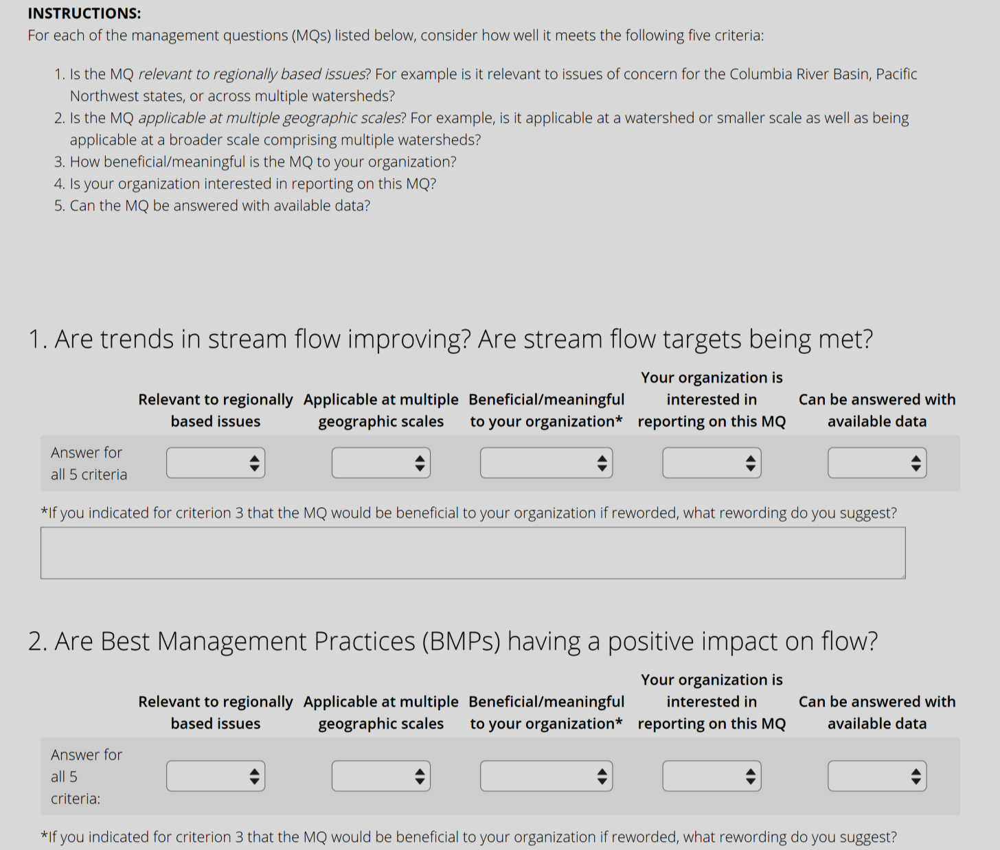 INSTRUCTIONS:
For each of the management questions (MQs) listed below, consider how well it meets the following five criteria:
1. Is the MQ relevant to regionally based issues? For example is it relevant to issues of concern for the Columbia River Basin, Pacific
Northwest states, or across multiple watersheds?
2. Is the MQ applicable at multiple geographic scales? For example, is it applicable at a watershed or smaller scale as well as being
applicable at a broader scale comprising multiple watersheds?
3. How beneficial/meaningful is the MQ to your organization?
4. Is your organization interested in reporting on this MQ?
5. Can the MQ be answered with available data?
1. Are trends in stream flow improving? Are stream flow targets being met?
Your organization is
Relevant to regionally Applicable at multiple Beneficial/meaningful interested in Can be answered with
based issues geographic scales to your organization* reporting on this MQ available data
Answer for
all 5 criteria
*If you indicated for criterion 3 that the MQ would be beneficial to your organization if reworded, what rewording do you suggest?
2. Are Best Management Practices (BMPs) having a positive impact on flow?
Your organization is
Relevant to regionally Applicable at multiple Beneficial/meaningful interested in Can be answered with
based issues geographic scales to your organization* reporting on this MQ available data
Answer for
all 5
criteria:
*If you indicated for criterion 3 that the MQ would be beneficial to your organization if reworded, what rewording do you suggest?